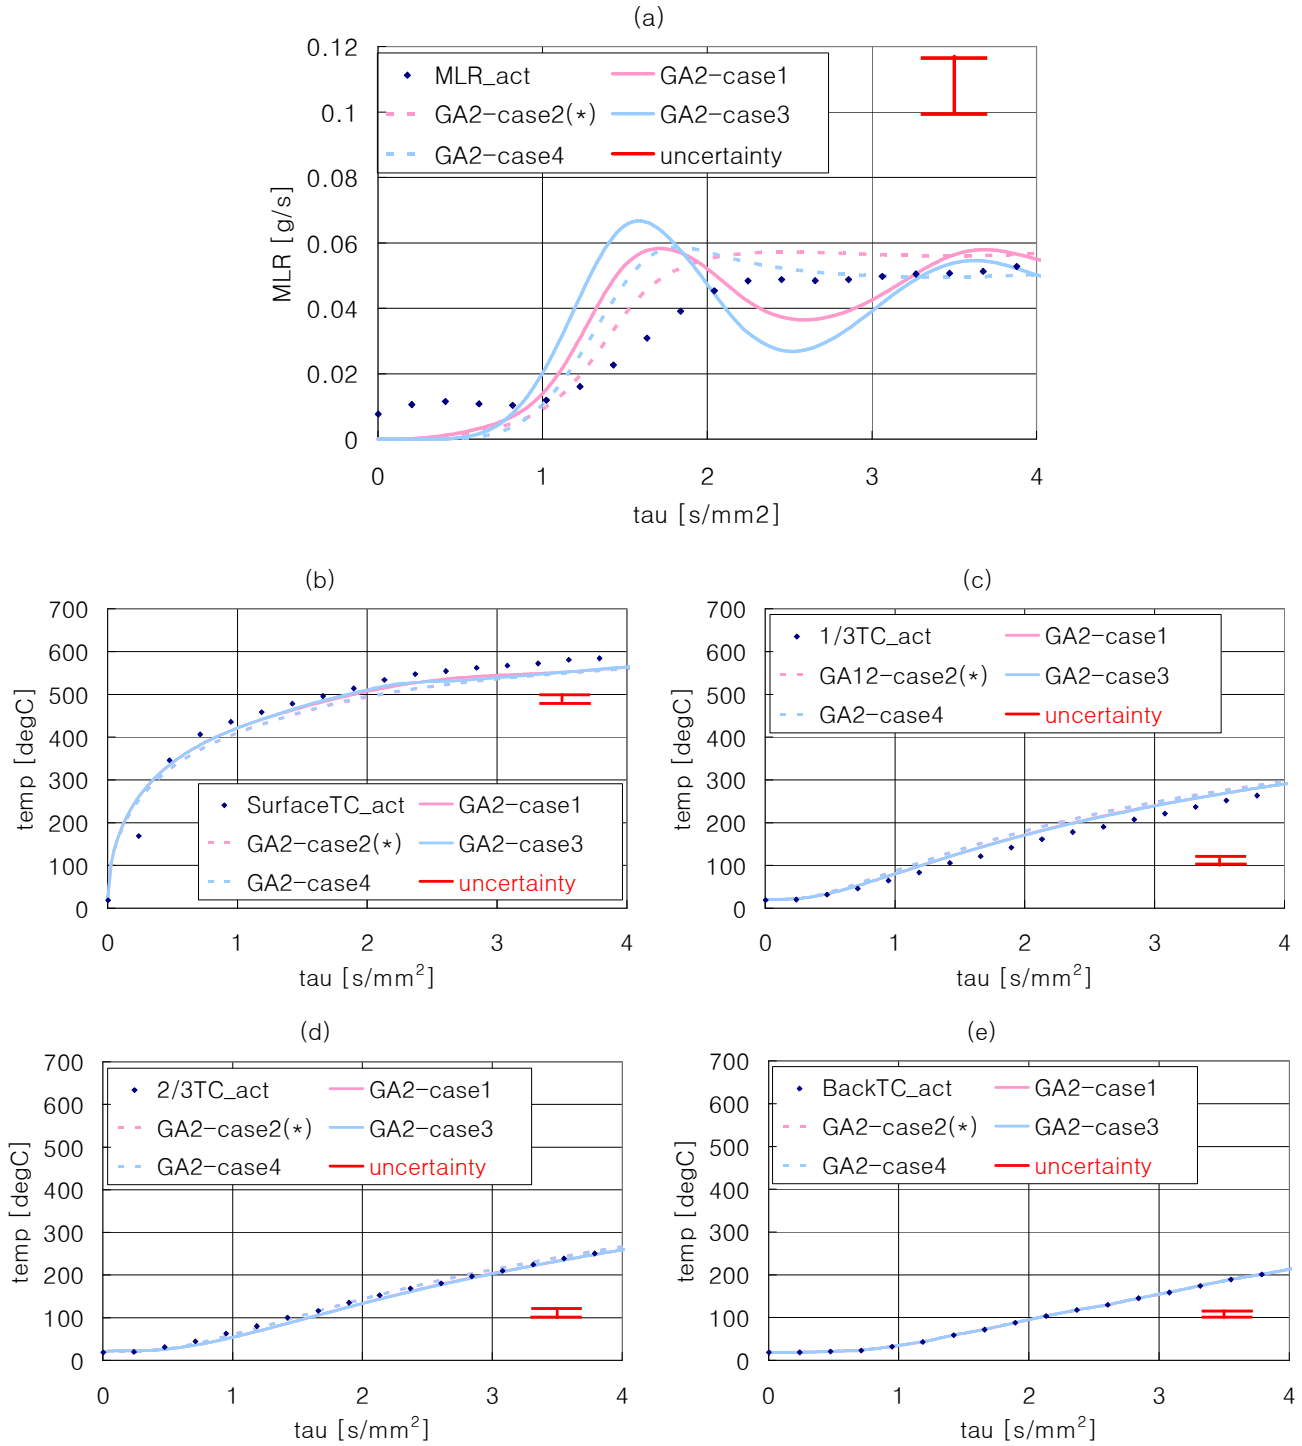 (a)
0.12
0.1
0.08
0.06
0.04
0.02
0
MLR [g/s]
MLR_act
GA2-case1
GA2-case2(*)
GA2-case3
GA2-case4
uncertainty
0 1 2 3 4
tau [s/mm2]
(b)
700
600
500
400
300
200
100
0
temp [degC]
SurfaceTC_act
GA2-case1
GA2-case2(*)
GA2-case3
GA2-case4
uncertainty
0 1 2 3 4
tau [s/mm²]
(c)
700
600
500
400
300
200
100
0
temp [degC]
1/3TC_act
GA2-case1
GA12-case2(*)
GA2-case3
GA2-case4
uncertainty
0 1 2 3 4
tau [s/mm²]
(d)
700
600
500
400
300
200
100
0
temp [degC]
2/3TC_act
GA2-case1
GA2-case2(*)
GA2-case3
GA2-case4
uncertainty
0 1 2 3 4
tau [s/mm²]
(e)
700
600
500
400
300
200
100
0
temp [degC]
BackTC_act
GA2-case1
GA2-case2(*)
GA2-case3
GA2-case4
uncertainty
0 1 2 3 4
tau [s/mm²]